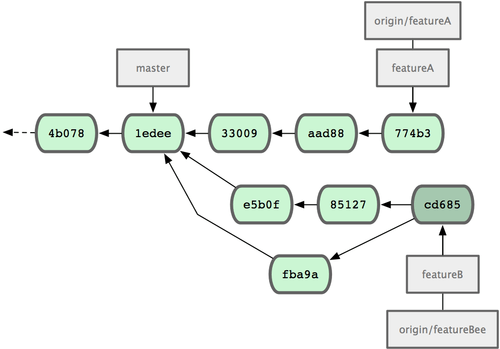 origin/featureA
master
featureA
4b078
1edee
33009
aad88
774b3
e5b0f
85127
cd685
fba9a
featureB
origin/featureBee